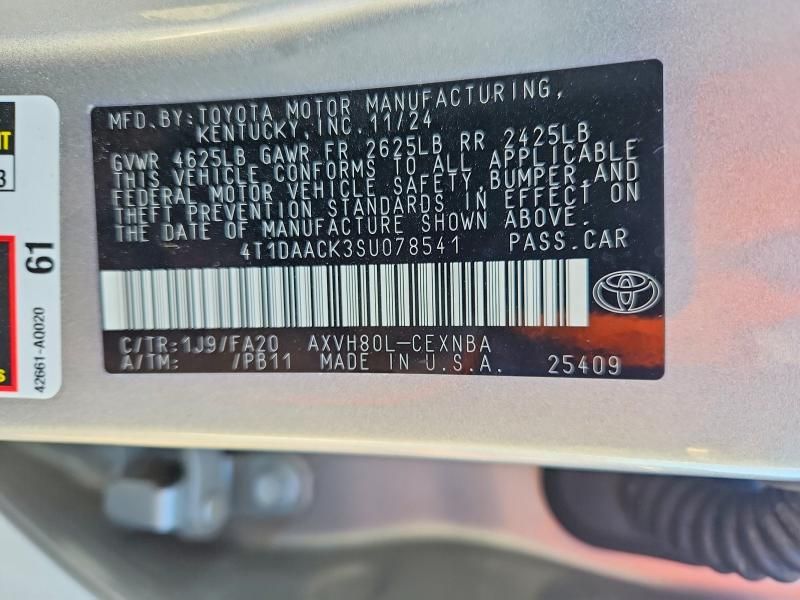 MFD.BY:TOYOTA MOTOR MANUFACTURING,
KENTUCKY,INC.11/24
GVWR 4625LB GAWR FR 2625LB RR 2425LB
THIS VEHICLE CONFORMS TO ALL APPLICABLE
FEDERAL MOTOR VEHICLE SAFETY,BUMPER,AND
THEFT PREVENTION STANDARDS IN EFFECT ON
THE DATE OF MANUFACTURE SHOWN ABOVE.
4T1DAACK3SU078541 PASS.CAR
C/TR:1J9/FA20 AXVH80L-CEXNBA
A/TM: /PB11 MADE IN U.S.A. 25409
61
42661-A0020